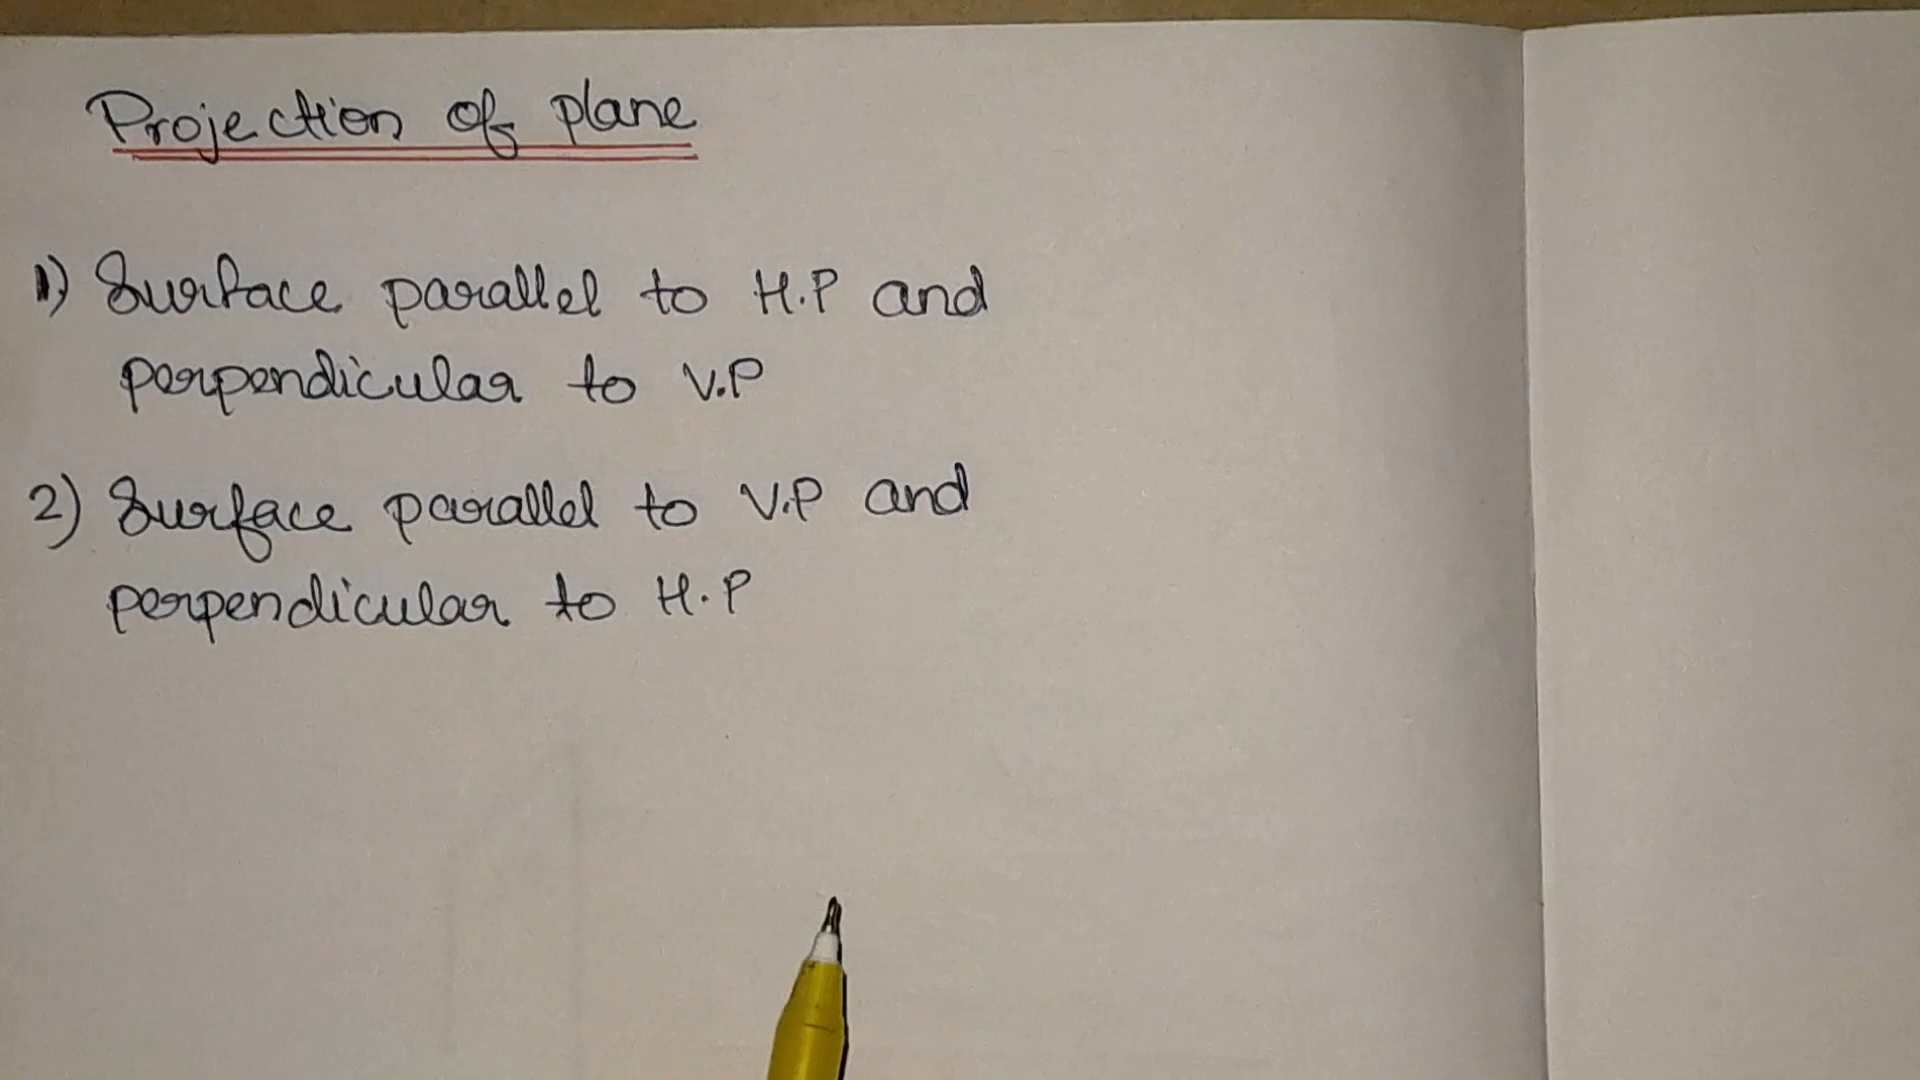 Projection of plane
1) Surface parallel to H.P and
perpendicular to V.P
2) Surface parallel to V.P and
perpendicular to H.P